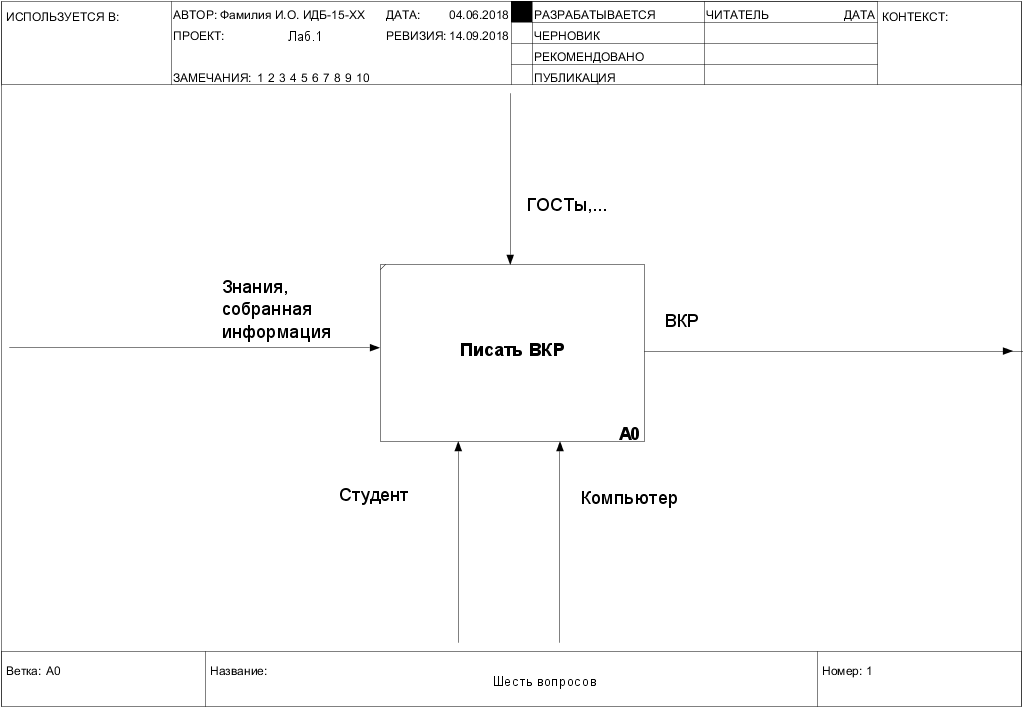 ИСПОЛЬЗУЕТСЯ В:
АВТОР: Фамилия И.О. ИДБ-15-ХХ ДАТА: 04.06.2018
РАЗРАБАТЫВАЕТСЯ
ЧИТАТЕЛЬ ДАТА
КОНТЕКСТ:
ПРОЕКТ: Лаб.1 РЕВИЗИЯ: 14.09.2018
ЧЕРНОВИК
РЕКОМЕНДОВАНО
ЗАМЕЧАНИЯ: 1 2 3 4 5 6 7 8 9 10
ПУБЛИКАЦИЯ
ГОСТы,...
Знания,
собранная
информация
ВКР
Писать ВКР
A0
Студент
Компьютер
Ветка: A0
Название:
Шесть вопросов
Номер: 1